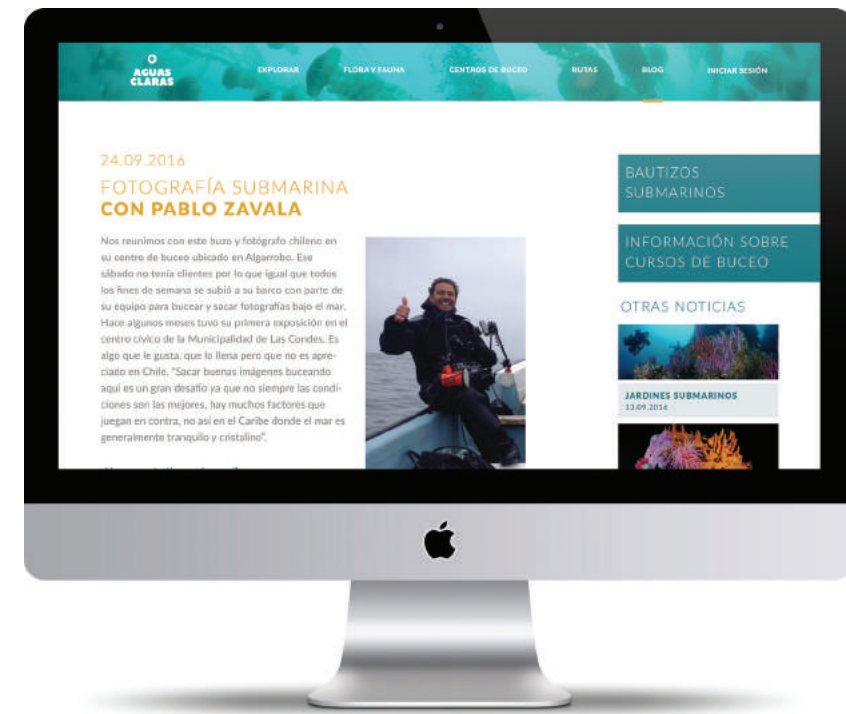 AGUAS
CLARAS
EXPLORAR
FLORA Y FAUNA
CENTROS DE BUCEO
RUTAS
BLOG
INICIAR SESIÓN
24.09.2016
FOTOGRAFÍA SUBMARINA
CON PABLO ZAVALA
Nos reunimos con este buzo y fotógrafo chileno en
su centro de buceo ubicado en Algarrobo. Ese
sábado no tenía clientes por lo que igual que todos
los fines de semana se subió a su barco con parte de
su equipo para bucear y sacar fotografías bajo el mar.
Hace algunos meses tuvo su primera exposición en el
centro cívico de la Municipalidad de Las Condes. Es
algo que le gusta, que lo llena pero que no es apre-
ciado en Chile. "Sacar buenas imágenes buceando
aquí es un gran desafío ya que no siempre las condi-
ciones son las mejores, hay muchos factores que
juegan en contra, no así en el Caribe donde el mar es
generalmente tranquilo y cristalino".
BAUTIZOS
SUBMARINOS
INFORMACIÓN SOBRE
CURSOS DE BUCEO
OTRAS NOTICIAS
JARDINES SUBMARINOS
13.09.2016